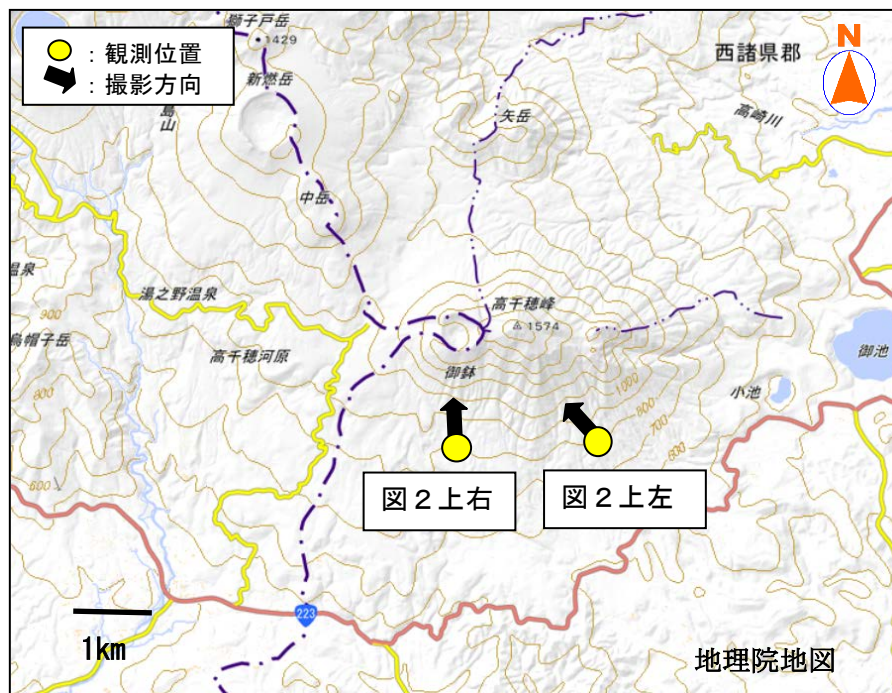 獅子戸岳
1429
：観測位置
：撮影方向
N
西諸県郡
新燃岳
霧島山
矢岳
高崎川
中岳
温泉
湯之野温泉
高千穂峰
1574
900
烏帽子岳
高千穂河原
御鉢
御池
小池
1000
800
800
700
600
600
図２上右
図２上左
223
1km
地理院地図